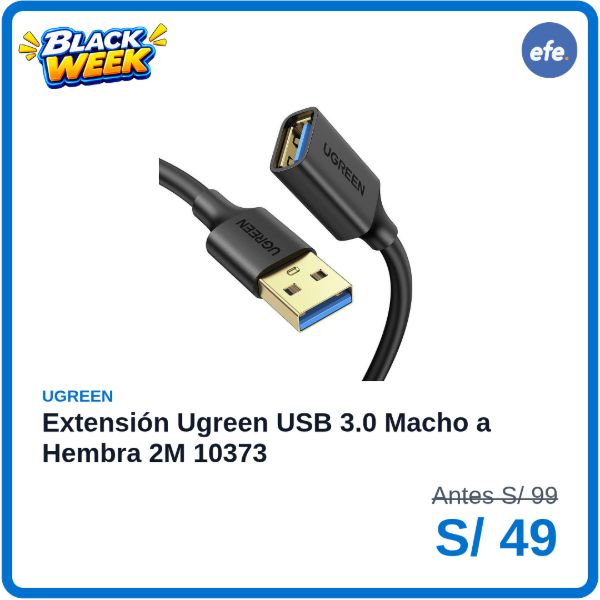 BLACK
WEEK
efe.
UGREEN
UGREEN
UGREEN
Extensión Ugreen USB 3.0 Macho a
Hembra 2M 10373
Antes S/ 99
S/ 49